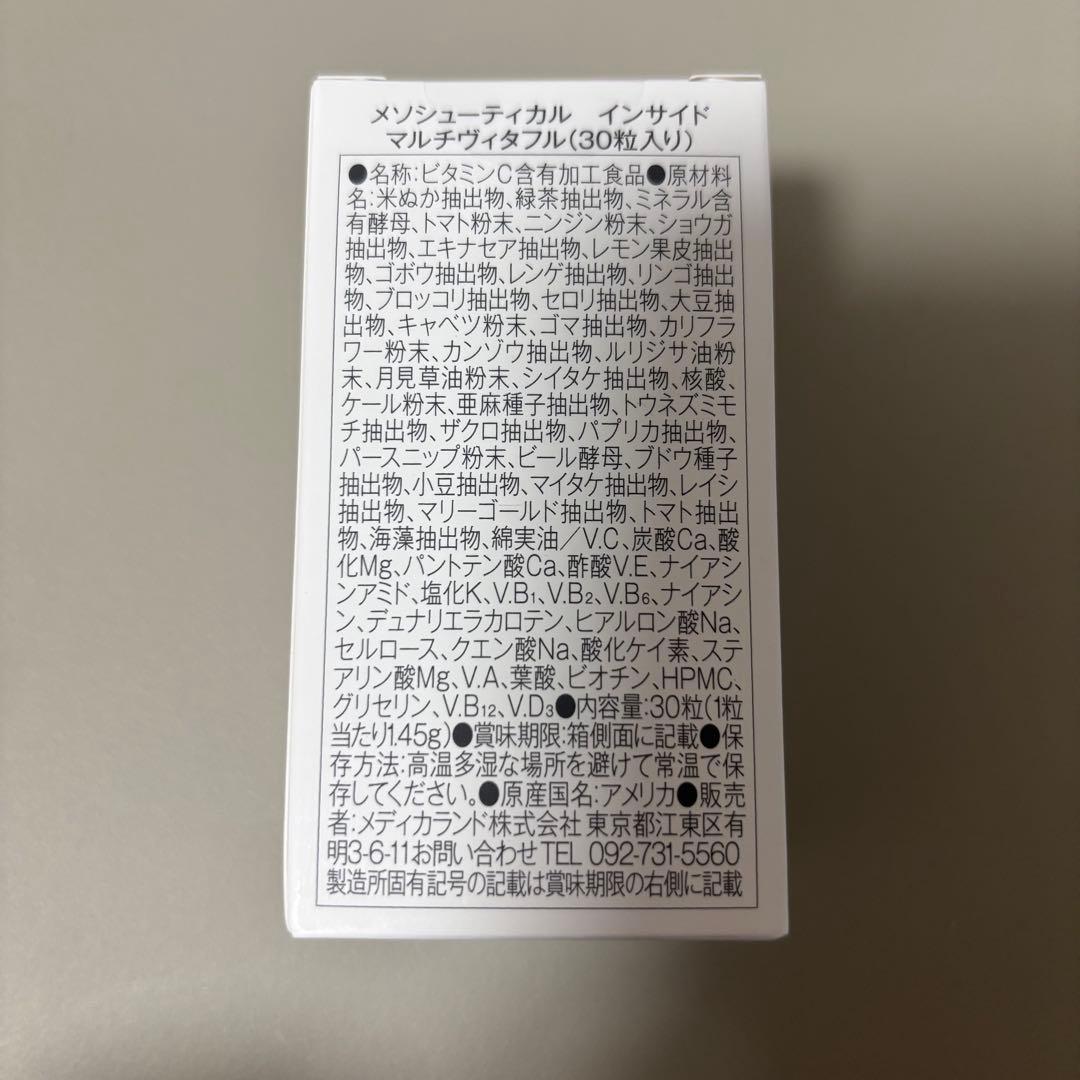 メソシューティカル　インサイド
マルチヴィタフル(30粒入り)
●名称:ビタミンC含有加工食品●原材料
名:米ぬか抽出物、緑茶抽出物、ミネラル含
有酵母、トマト粉末、ニンジン粉末、ショウガ
抽出物、エキナセア抽出物、レモン果皮抽出
物、ゴボウ抽出物、レンゲ抽出物、リンゴ抽出
物、ブロッコリ抽出物、セロリ抽出物、大豆抽
出物、キャベツ粉末、ゴマ抽出物、カリフラ
ワー粉末、カンゾウ抽出物、ルリジサ油粉
末、月見草油粉末、シイタケ抽出物、核酸、
ケール粉末、亜麻種子抽出物、トウネズミモ
チ抽出物、ザクロ抽出物、パプリカ抽出物、
パースニップ粉末、ビール酵母、ブドウ種子
抽出物、小豆抽出物、マイタケ抽出物、レイシ
抽出物、マリーゴールド抽出物、トマト抽出
物、海藻抽出物、綿実油／V.C、炭酸Ca、酸
化Mg、パントテン酸Ca、酢酸V.E、ナイアシ
ンアミド、塩化K、V.B₁、V.B₂、V.B₆、ナイアシ
ン、デュナリエラカロテン、ヒアルロン酸Na、
セルロース、クエン酸Na、酸化ケイ素、ステ
アリン酸Mg、V.A、葉酸、ビオチン、HPMC、
グリセリン、V.B₁₂、V.D₃●内容量:30粒(1粒
当たり1.45g)●賞味期限:箱側面に記載●保
存方法:高温多湿な場所を避けて常温で保
存してください。●原産国名:アメリカ●販売
者:メディカランド株式会社 東京都江東区有
明3-6-11お問い合わせTEL 092-731-5560
製造所固有記号の記載は賞味期限の右側に記載